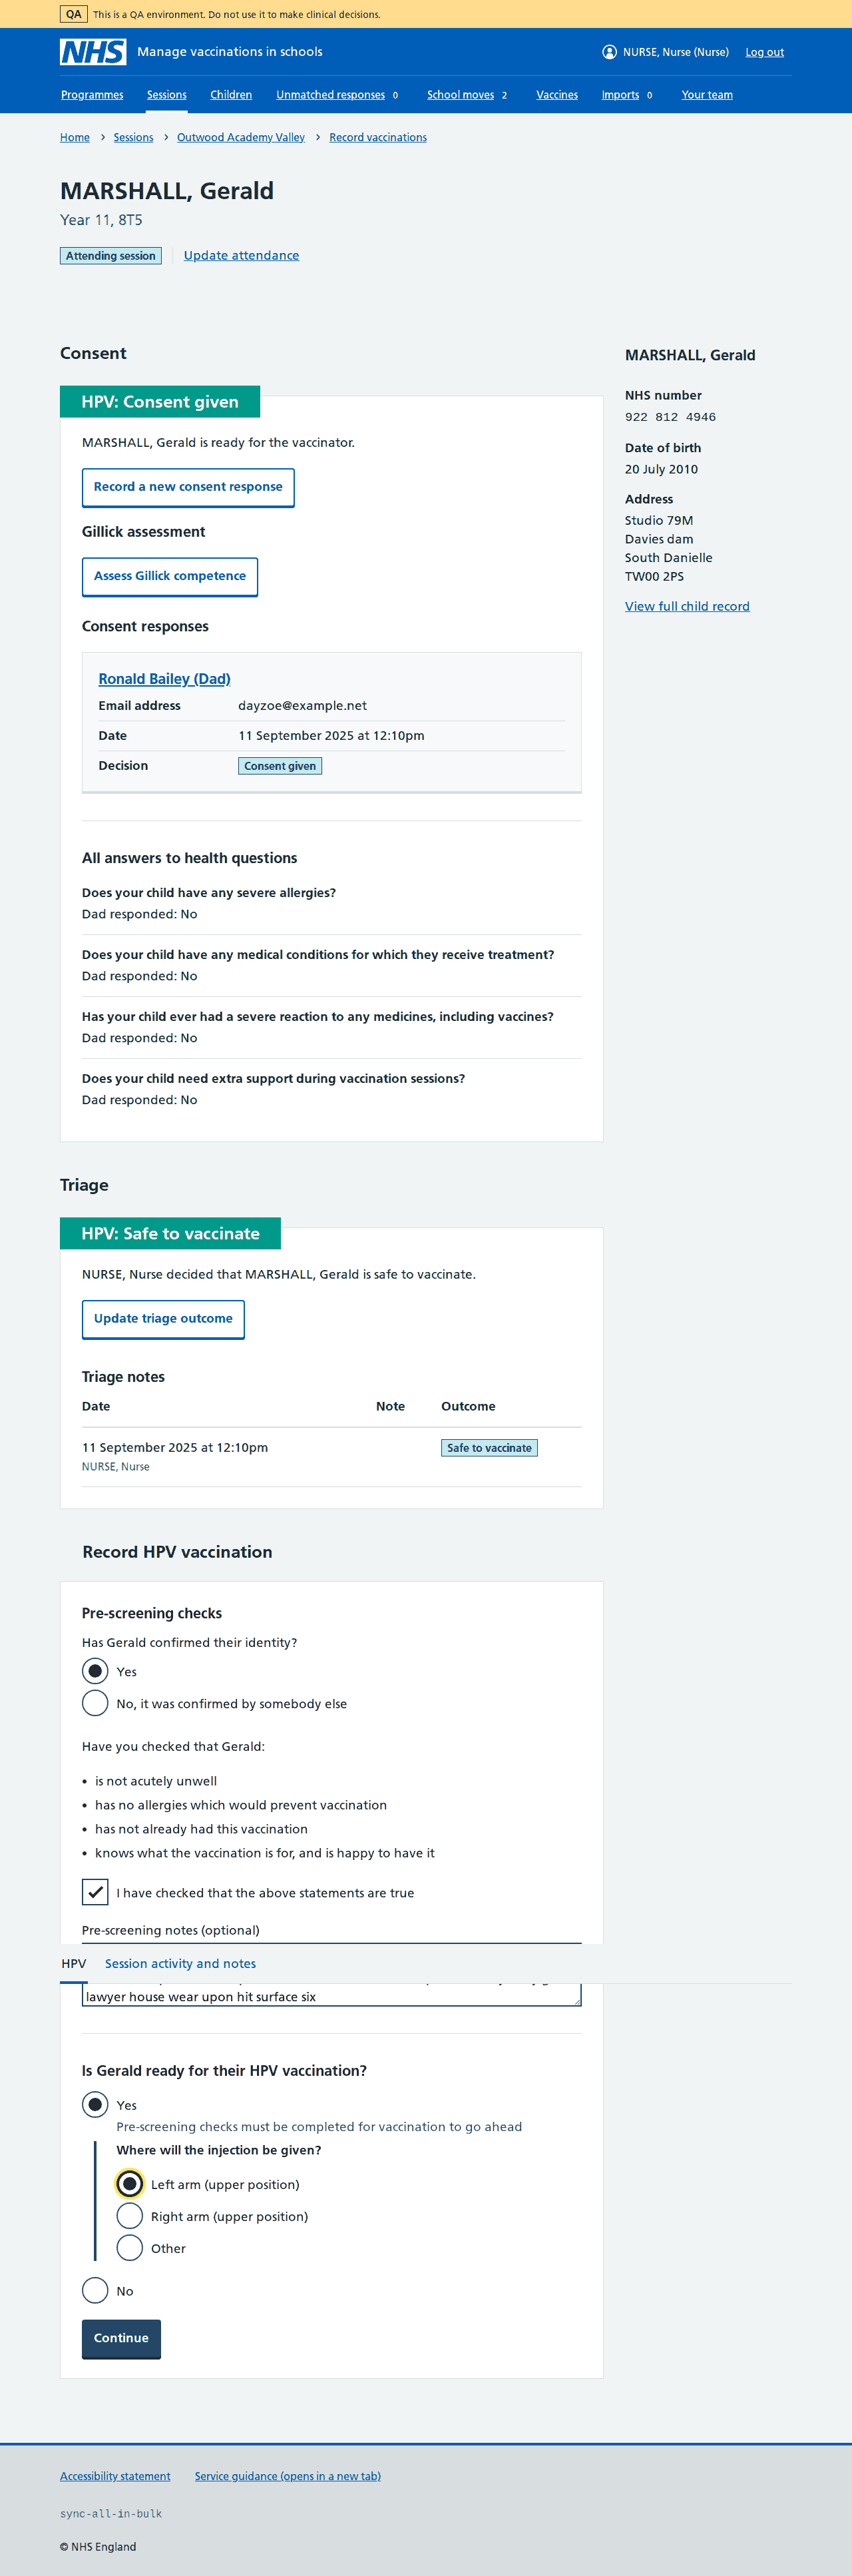 QA This is a QA environment. Do not use it to make clinical decisions.
NHS Manage vaccinations in schools NURSE, Nurse (Nurse) Log out
Programmes Sessions Children Unmatched responses 0 School moves 2 Vaccines Imports 0 Your team
Home > Sessions > Outwood Academy Valley > Record vaccinations
MARSHALL, Gerald
Year 11, 8T5
Attending session Update attendance
Consent
HPV: Consent given
MARSHALL, Gerald is ready for the vaccinator.
Record a new consent response
Gillick assessment
Assess Gillick competence
Consent responses
Ronald Bailey (Dad)
Email address dayzoe@example.net
Date 11 September 2025 at 12:10pm
Decision Consent given
All answers to health questions
Does your child have any severe allergies?
Dad responded: No
Does your child have any medical conditions for which they receive treatment?
Dad responded: No
Has your child ever had a severe reaction to any medicines, including vaccines?
Dad responded: No
Does your child need extra support during vaccination sessions?
Dad responded: No
MARSHALL, Gerald
NHS number
922 812 4946
Date of birth
20 July 2010
Address
Studio 79M
Davies dam
South Danielle
TW00 2PS
View full child record
Triage
HPV: Safe to vaccinate
NURSE, Nurse decided that MARSHALL, Gerald is safe to vaccinate.
Update triage outcome
Triage notes
Date Note Outcome
11 September 2025 at 12:10pm Safe to vaccinate
NURSE, Nurse
Record HPV vaccination
Pre-screening checks
Has Gerald confirmed their identity?
Yes
No, it was confirmed by somebody else
Have you checked that Gerald:
• is not acutely unwell
• has no allergies which would prevent vaccination
• has not already had this vaccination
• knows what the vaccination is for, and is happy to have it
I have checked that the above statements are true
Pre-screening notes (optional)
HPV Session activity and notes
lawyer house wear upon hit surface six
Is Gerald ready for their HPV vaccination?
Yes
Pre-screening checks must be completed for vaccination to go ahead
Where will the injection be given?
Left arm (upper position)
Right arm (upper position)
Other
No
Continue
Accessibility statement Service guidance (opens in a new tab)
sync-all-in-bulk
© NHS England